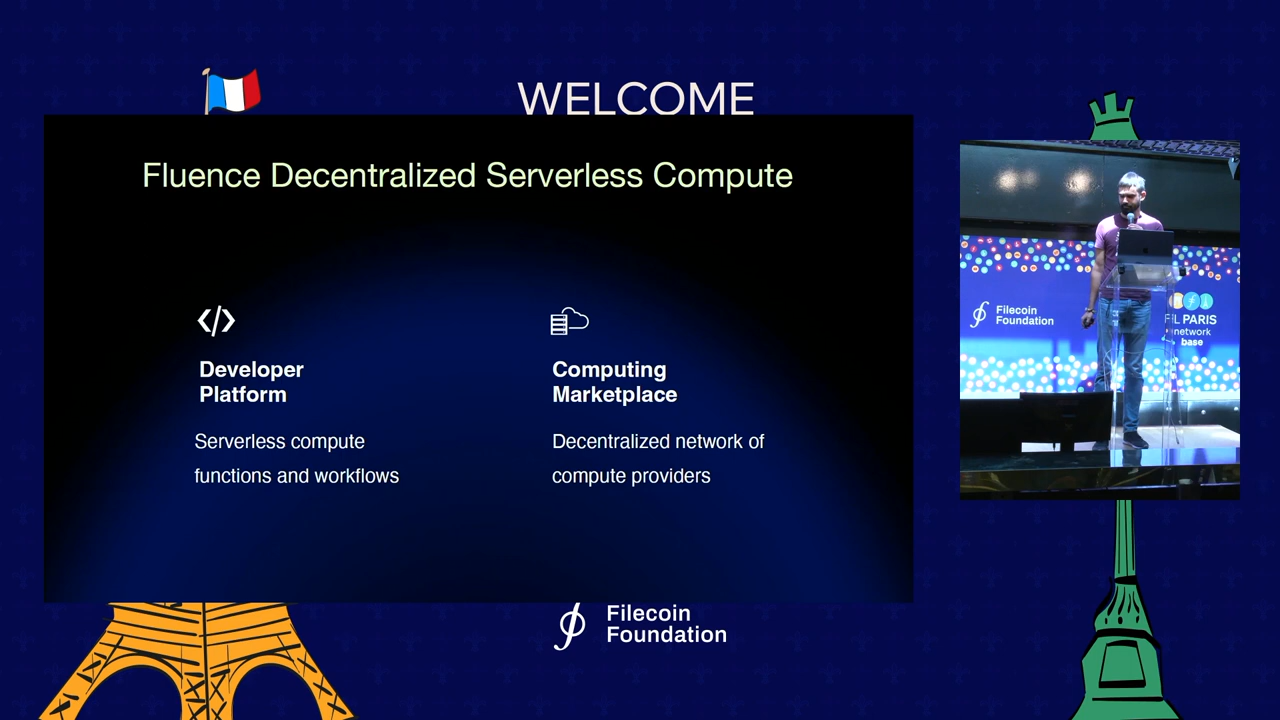 WELCOME
Fluence Decentralized Serverless Compute
Developer
Platform
Serverless compute
functions and workflows
Computing
Marketplace
Decentralized network of
compute providers
Filecoin
Foundation
FIL PARIS
network
base
Filecoin
Foundation